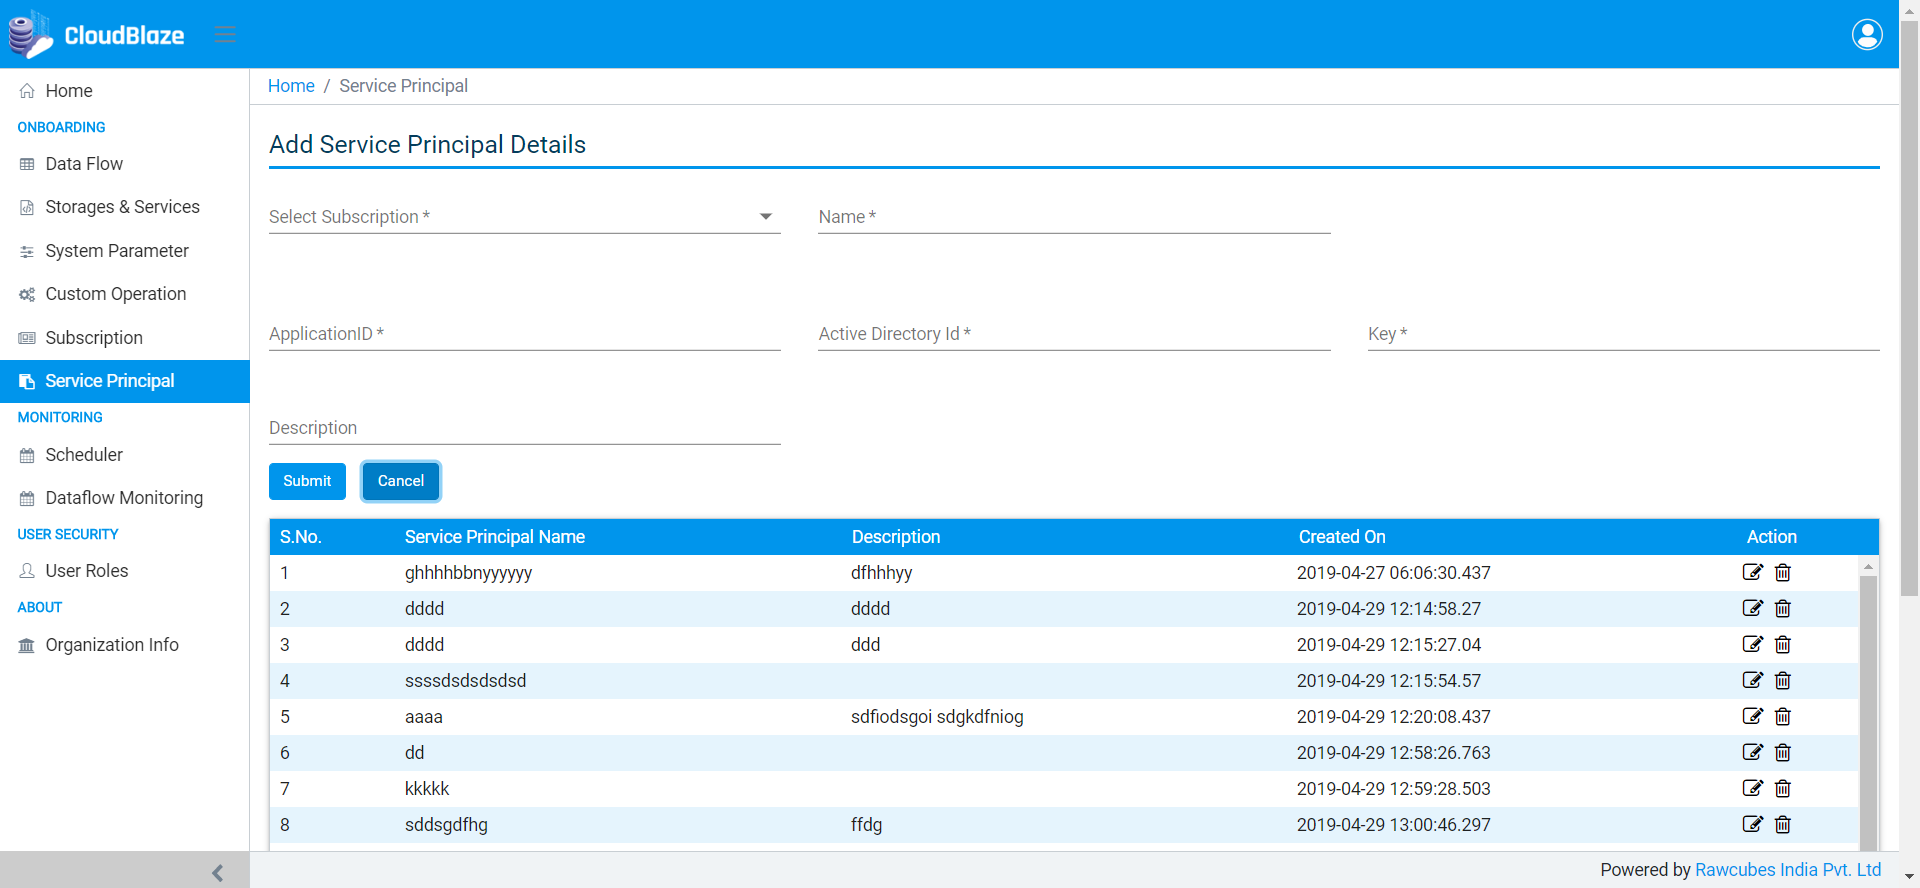 CloudBlaze
Home
ONBOARDING
Data Flow
Storages & Services
System Parameter
Custom Operation
Subscription
Service Principal
MONITORING
Scheduler
Dataflow Monitoring
USER SECURITY
User Roles
ABOUT
Organization Info
Home / Service Principal
Add Service Principal Details
Select Subscription * Name *
ApplicationID * Active Directory Id * Key *
Description
Submit Cancel
S.No. Service Principal Name Description Created On Action
1 ghhhhbbnyyyyyy dfhhhyy 2019-04-27 06:06:30.437
2 dddd dddd 2019-04-29 12:14:58.27
3 dddd ddd 2019-04-29 12:15:27.04
4 ssssdsdsdsdsd 2019-04-29 12:15:54.57
5 aaaa sdfiodsgoi sdgkdfniog 2019-04-29 12:20:08.437
6 dd 2019-04-29 12:58:26.763
7 kkkkk 2019-04-29 12:59:28.503
8 sddsgdfhg ffdg 2019-04-29 13:00:46.297
Powered by Rawcubes India Pvt. Ltd